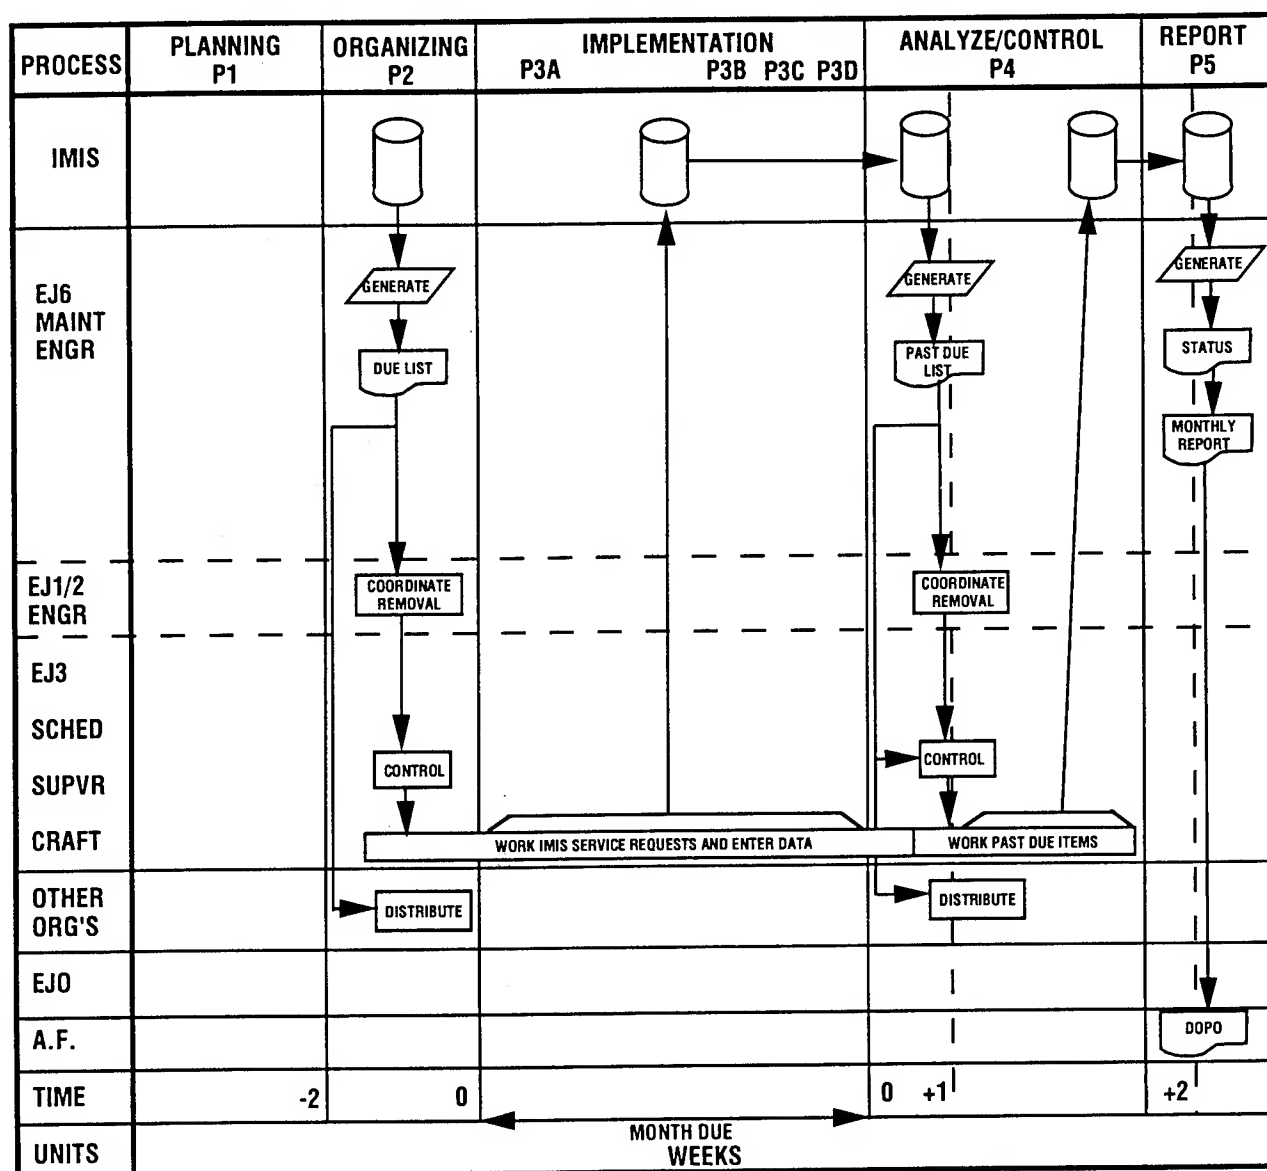 PROCESS
PLANNING
P1
ORGANIZING
P2
IMPLEMENTATION
P3A P3B P3C P3D
ANALYZE/CONTROL
P4
REPORT
P5
IMIS
EJ6
MAINT
ENGR
GENERATE
GENERATE
GENERATE
DUE LIST
PAST DUE
LIST
STATUS
MONTHLY
REPORT
EJ1/2
ENGR
COORDINATE
REMOVAL
COORDINATE
REMOVAL
EJ3
SCHED
SUPVR
CONTROL
CONTROL
CRAFT
WORK IMIS SERVICE REQUESTS AND ENTER DATA
WORK PAST DUE ITEMS
OTHER
ORG'S
DISTRIBUTE
DISTRIBUTE
EJ0
A.F.
DOPO
TIME
-2 0 0 +1 +2
MONTH DUE
UNITS
WEEKS